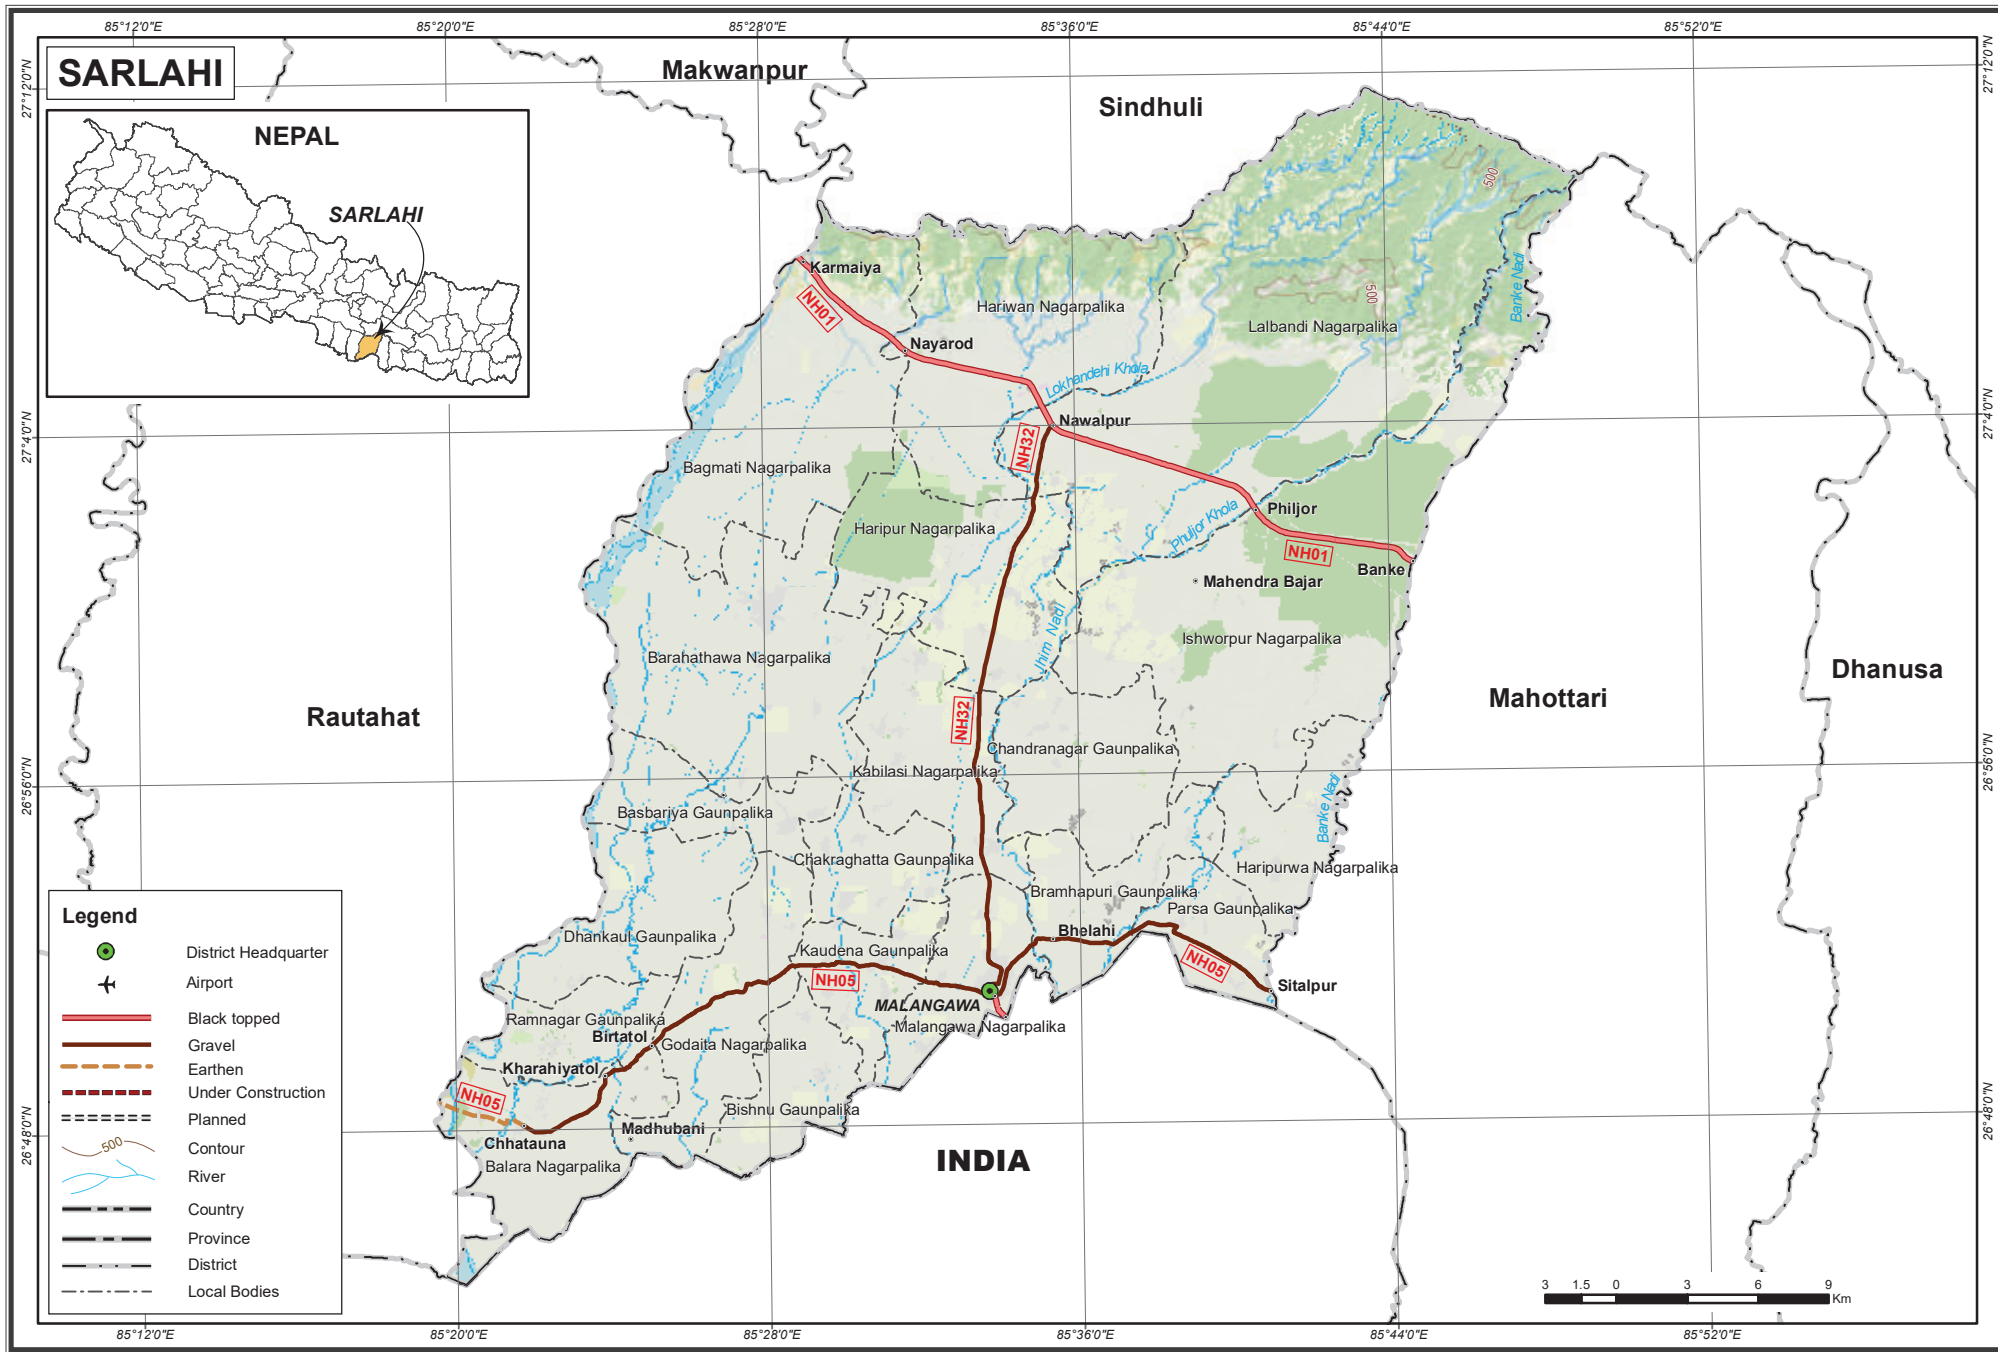 85°12'0"E
85°20'0"E
85°28'0"E
85°36'0"E
85°44'0"E
85°52'0"E
27°12'0"N
27°12'0"N
SARLAHI
Makwanpur
Sindhuli
NEPAL
SARLAHI
500
500
Karmaiya
NH01
Hariwan Nagarpalika
Lalbandi Nagarpalika
Banke Nadi
Nayarod
Lokhandehi Khola
Nawalpur
27°4'0"N
27°4'0"N
NH32
Bagmati Nagarpalika
Haripur Nagarpalika
Phuljor Khola
Philjor
NH01
Banke
Mahendra Bajar
Jhim Nadi
Ishworpur Nagarpalika
Barahathawa Nagarpalika
Rautahat
Mahottari
Dhanusa
NH32
Chandranagar Gaunpalika
Kabilasi Nagarpalika
26°56'0"N
26°56'0"N
Basbariya Gaunpalika
Banke Nadi
Chakraghatta Gaunpalika
Haripurwa Nagarpalika
Bramhapuri Gaunpalika
Parsa Gaunpalika
Dhankaul Gaunpalika
Kaudena Gaunpalika
Bhelahi
NH05
NH05
Sitalpur
MALANGAWA
Malangawa Nagarpalika
Ramnagar Gaunpalika
Birtatol
Godaita Nagarpalika
Kharahiyatol
NH05
Bishnu Gaunpalika
Madhubani
Chhatauna
Balara Nagarpalika
26°48'0"N
26°48'0"N
INDIA
Legend
District Headquarter
Airport
Black topped
Gravel
Earthen
Under Construction
Planned
500
Contour
River
Country
Province
District
Local Bodies
3 1.5 0 3 6 9
Km
85°12'0"E
85°20'0"E
85°28'0"E
85°36'0"E
85°44'0"E
85°52'0"E